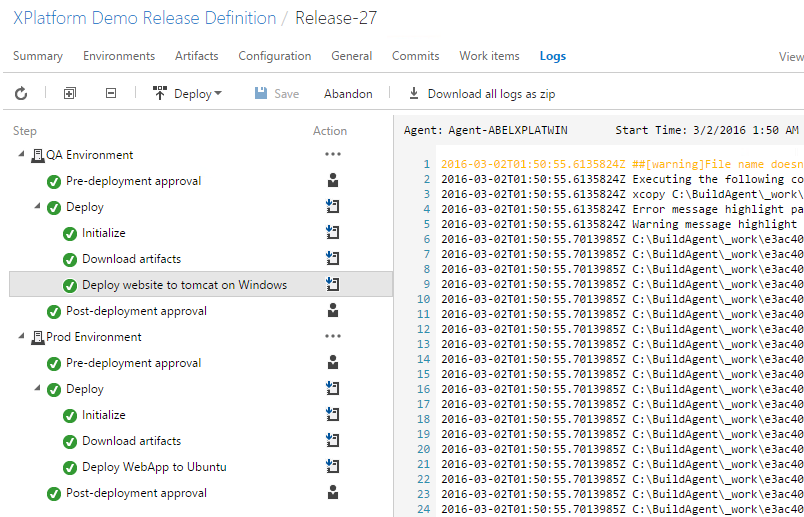 XPlatform Demo Release Definition / Release-27
Summary Environments Artifacts Configuration General Commits Work items Logs View
Deploy Save Abandon Download all logs as zip
Step Action
QA Environment
Pre-deployment approval
Deploy
Initialize
Download artifacts
Deploy website to tomcat on Windows
Post-deployment approval
Prod Environment
Pre-deployment approval
Deploy
Initialize
Download artifacts
Deploy WebApp to Ubuntu
Post-deployment approval
Agent: Agent-ABELXPLATWIN Start Time: 3/2/2016 1:50 AM
1 2016-03-02T01:50:55.6135824Z ##[warning]File name doesn
2 2016-03-02T01:50:55.6135824Z Executing the following co
3 2016-03-02T01:50:55.6135824Z xcopy C:\BuildAgent\_work\
4 2016-03-02T01:50:55.6135824Z Error message highlight pa
5 2016-03-02T01:50:55.6135824Z Warning message highlight
6 2016-03-02T01:50:55.7013985Z C:\BuildAgent\_work\e3ac40
7 2016-03-02T01:50:55.7013985Z C:\BuildAgent\_work\e3ac40
8 2016-03-02T01:50:55.7013985Z C:\BuildAgent\_work\e3ac40
9 2016-03-02T01:50:55.7013985Z C:\BuildAgent\_work\e3ac40
10 2016-03-02T01:50:55.7013985Z C:\BuildAgent\_work\e3ac40
11 2016-03-02T01:50:55.7013985Z C:\BuildAgent\_work\e3ac40
12 2016-03-02T01:50:55.7013985Z C:\BuildAgent\_work\e3ac40
13 2016-03-02T01:50:55.7013985Z C:\BuildAgent\_work\e3ac40
14 2016-03-02T01:50:55.7013985Z C:\BuildAgent\_work\e3ac40
15 2016-03-02T01:50:55.7013985Z C:\BuildAgent\_work\e3ac40
16 2016-03-02T01:50:55.7013985Z C:\BuildAgent\_work\e3ac40
17 2016-03-02T01:50:55.7013985Z C:\BuildAgent\_work\e3ac40
18 2016-03-02T01:50:55.7013985Z C:\BuildAgent\_work\e3ac40
19 2016-03-02T01:50:55.7013985Z C:\BuildAgent\_work\e3ac40
20 2016-03-02T01:50:55.7013985Z C:\BuildAgent\_work\e3ac40
21 2016-03-02T01:50:55.7013985Z C:\BuildAgent\_work\e3ac40
22 2016-03-02T01:50:55.7013985Z C:\BuildAgent\_work\e3ac40
23 2016-03-02T01:50:55.7013985Z C:\BuildAgent\_work\e3ac40
24 2016-03-02T01:50:55.7013985Z C:\BuildAgent\_work\e3ac40